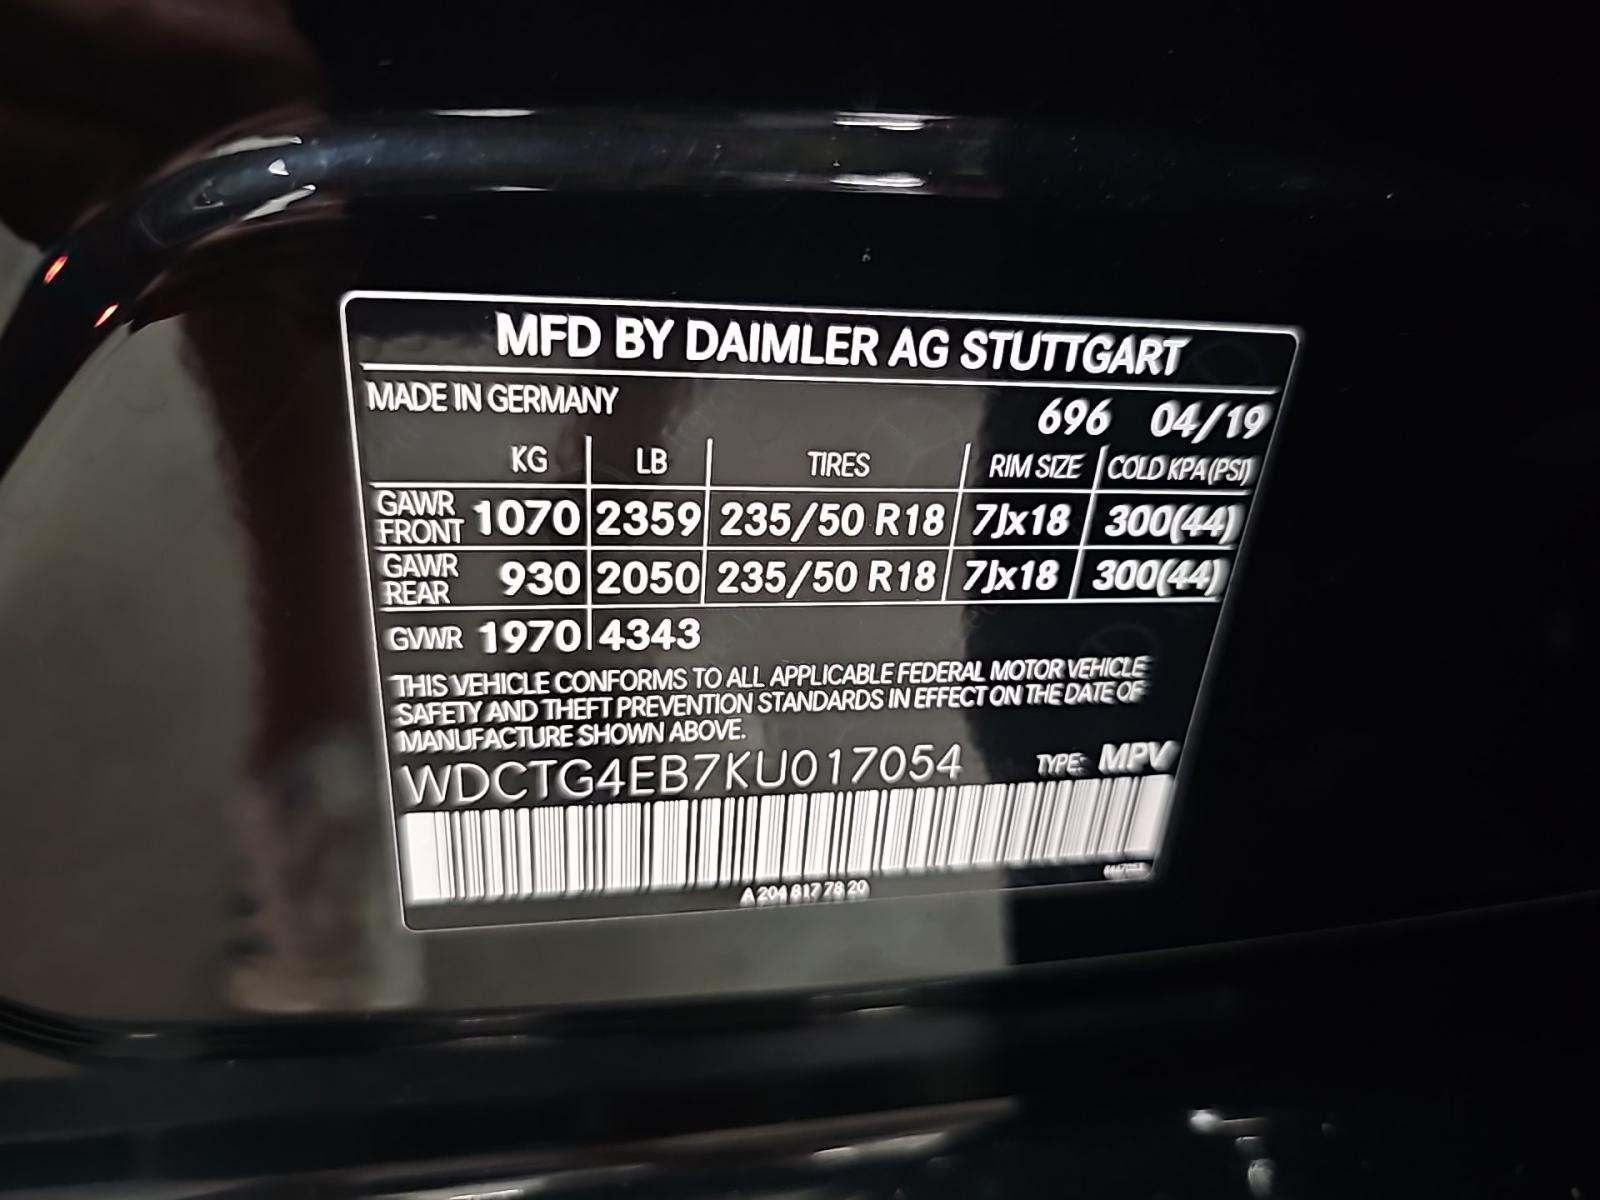 MFD BY DAIMLER AG STUTTGART
MADE IN GERMANY
696 04/19
KG LB TIRES RIM SIZE COLD KPA(PSI)
GAWR FRONT 1070 2359 235/50 R18 7Jx18 300(44)
GAWR REAR 930 2050 235/50 R18 7Jx18 300(44)
GVWR 1970 4343
THIS VEHICLE CONFORMS TO ALL APPLICABLE FEDERAL MOTOR VEHICLE
SAFETY AND THEFT PREVENTION STANDARDS IN EFFECT ON THE DATE OF
MANUFACTURE SHOWN ABOVE.
WDCTG4EB7KU017054 TYPE: MPV
A 204 817 78 20